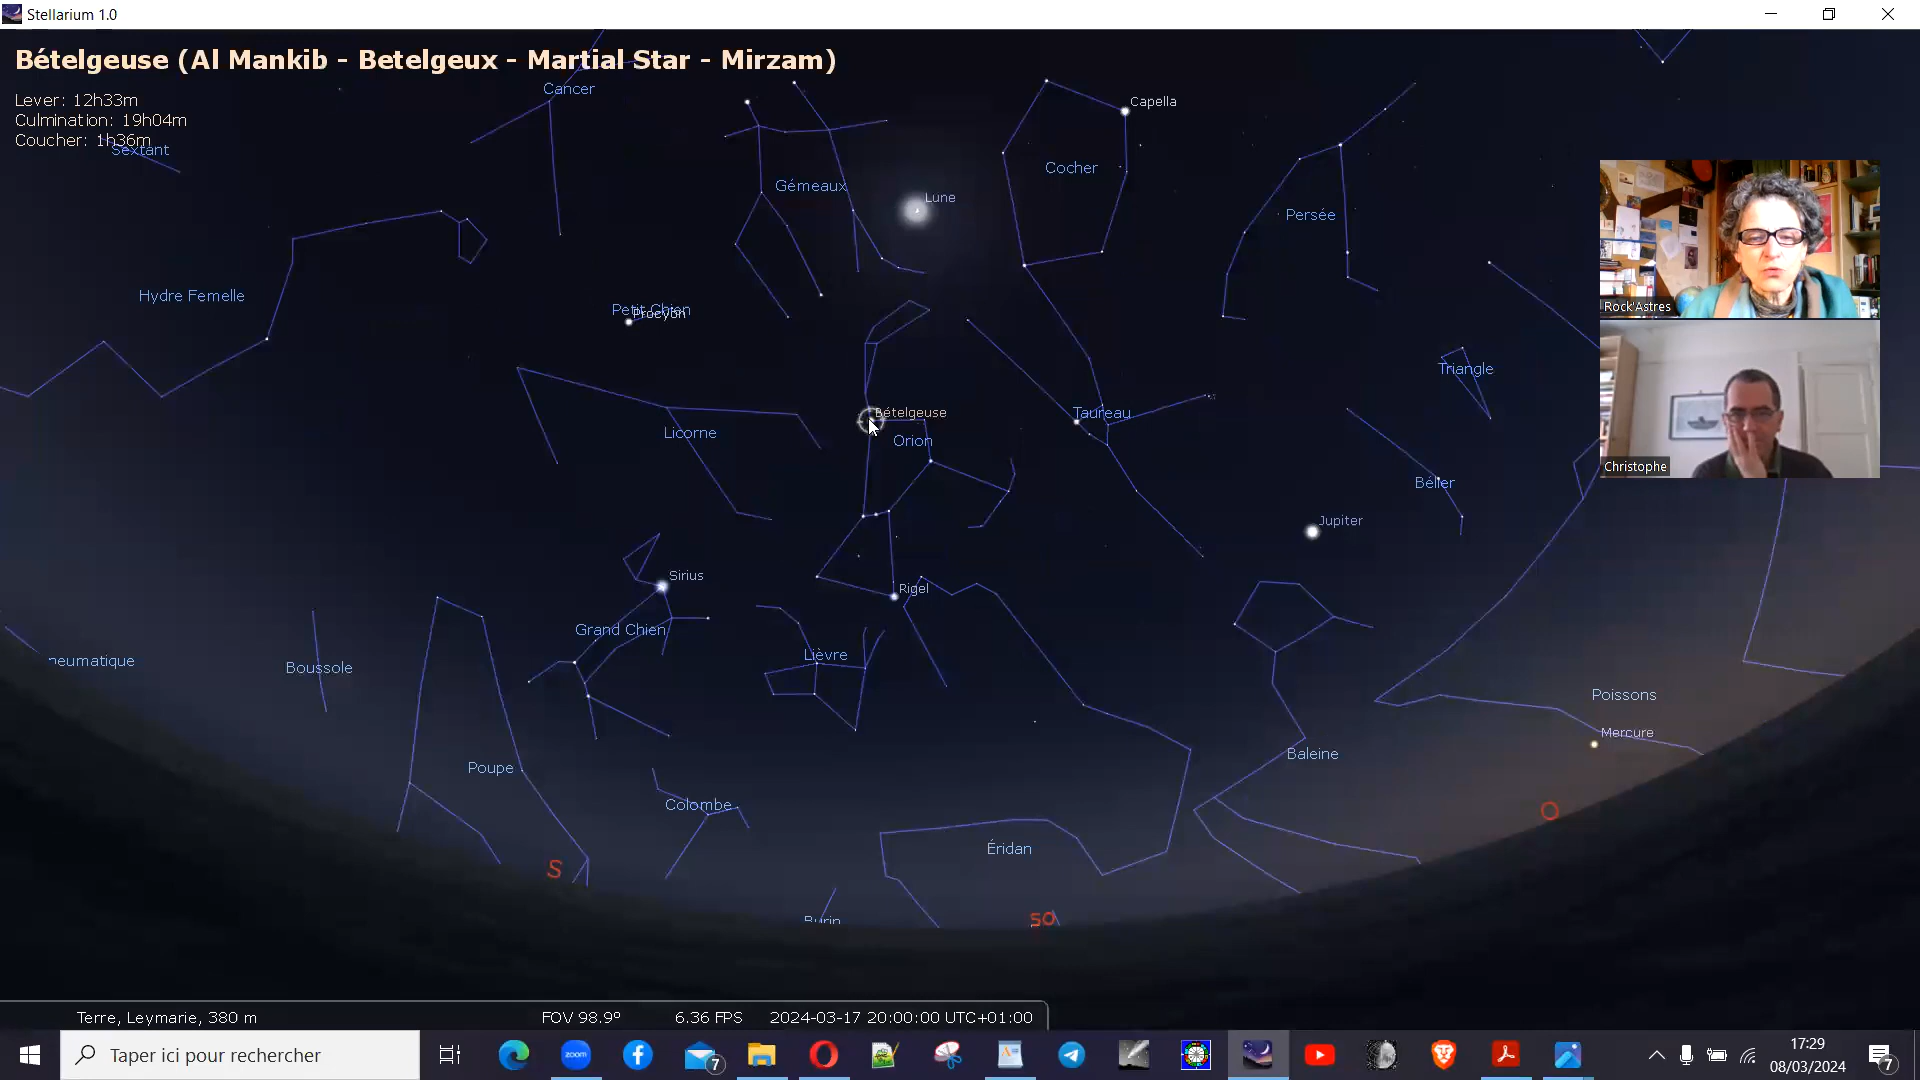 Stellarium 1.0
Bételgeuse (Al Mankib - Betelgeux - Martial Star - Mirzam)
Lever: 12h33m
Culmination: 19h04m
Coucher: 1h36m
Sextant
Cancer
Capella
Gémeaux
Lune
Cocher
Persée
Hydre Femelle
Petit Chien
Procyon
Rock'Astres
Triangle
Bételgeuse
Taureau
Licorne
Orion
Christophe
Bélier
Jupiter
Sirius
Rigel
Grand Chien
Lièvre
neumatique
Boussole
Poissons
Mercure
Baleine
Poupe
Colombe
O
Éridan
S
SO
Burin
Terre, Leymarie, 380 m
FOV 98.9°
6.36 FPS
2024-03-17 20:00:00 UTC+01:00
Taper ici pour rechercher
zoom
7
17:29
08/03/2024
7